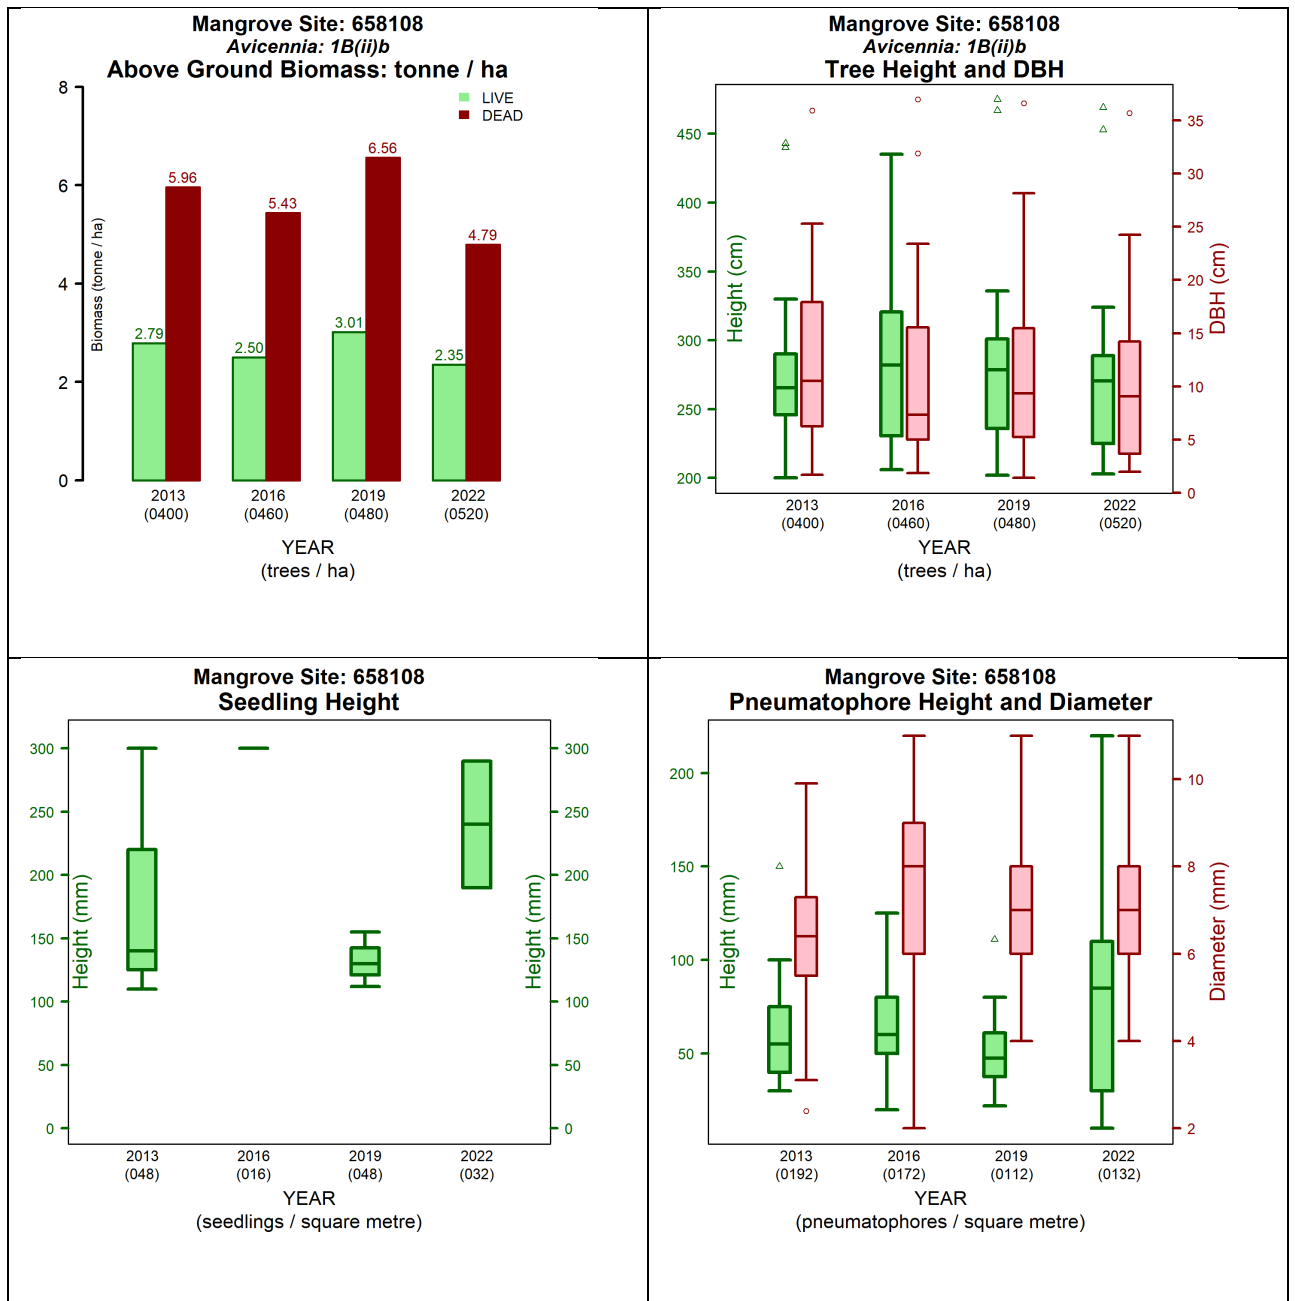 Mangrove Site: 658108
Avicennia: 1B(ii)b
Above Ground Biomass: tonne / ha
LIVE
DEAD
8
6
4
2
0
Biomass (tonne / ha)
2.79
5.96
2.50
5.43
3.01
6.56
2.35
4.79
2013 2016 2019 2022
(0400) (0460) (0480) (0520)
YEAR
(trees / ha)
Mangrove Site: 658108
Avicennia: 1B(ii)b
Tree Height and DBH
450
400
350
300
250
200
Height (cm)
35
30
25
20
15
10
5
0
DBH (cm)
2013 2016 2019 2022
(0400) (0460) (0480) (0520)
YEAR
(trees / ha)
Mangrove Site: 658108
Seedling Height
300
250
200
150
100
50
0
Height (mm)
300
250
200
150
100
50
0
Height (mm)
2013 2016 2019 2022
(048) (016) (048) (032)
YEAR
(seedlings / square metre)
Mangrove Site: 658108
Pneumatophore Height and Diameter
200
150
100
50
Height (mm)
10
8
6
4
2
Diameter (mm)
2013 2016 2019 2022
(0192) (0172) (0112) (0132)
YEAR
(pneumatophores / square metre)